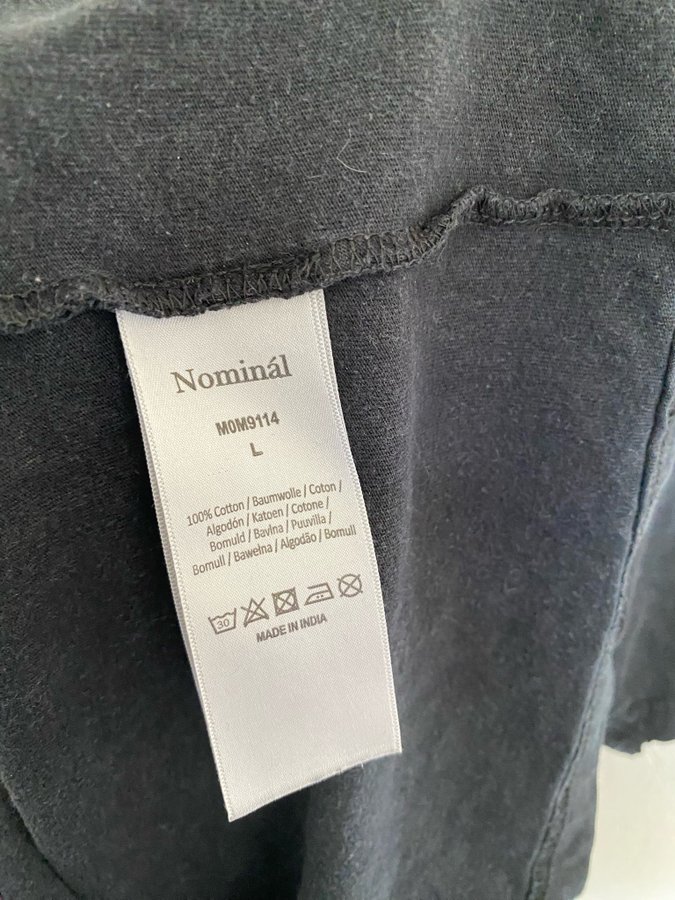 Nominál
M0M9114
L
100% Cotton / Baumwolle / Coton /
Algodón / Katoen / Cotone /
Bomuld / Bavlna / Puuvilla /
Bomull / Bawełna / Algodão / Bomull
30
MADE IN INDIA